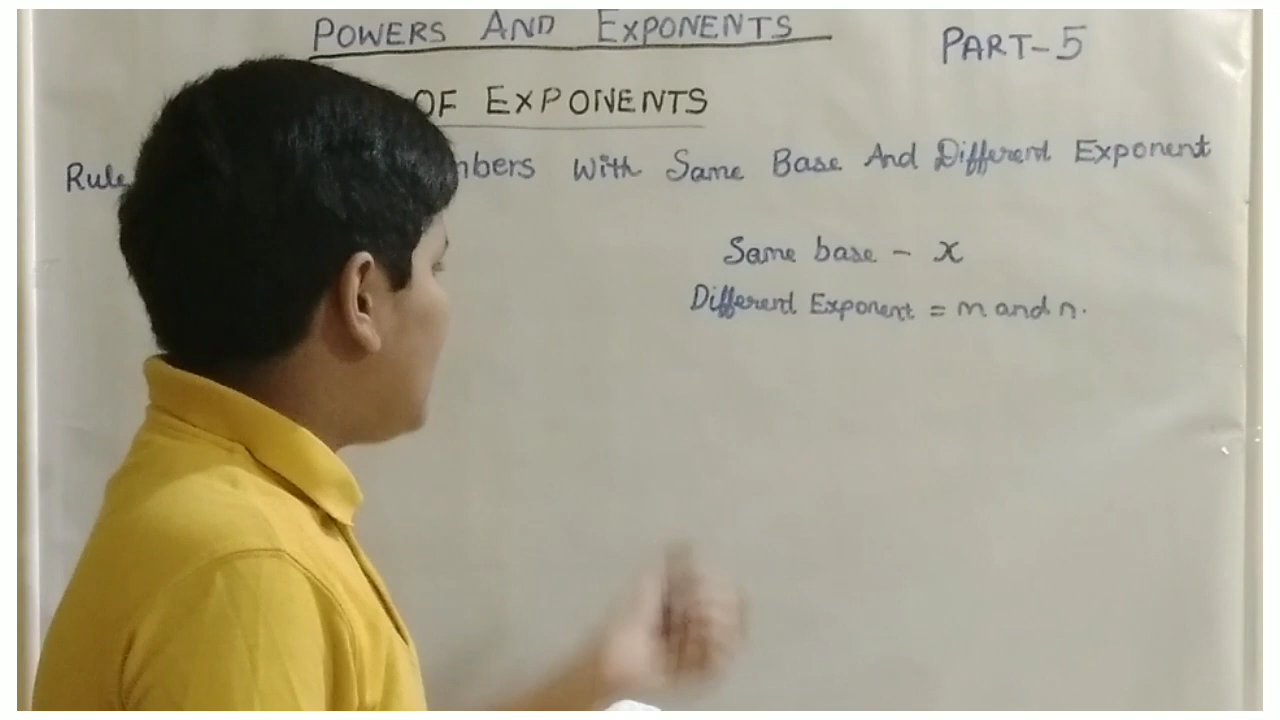 POWERS AND EXPONENTS
PART-5
OF EXPONENTS
Rule With Same Base And Different Exponent
Same base - x
Different Exponent = m and n.